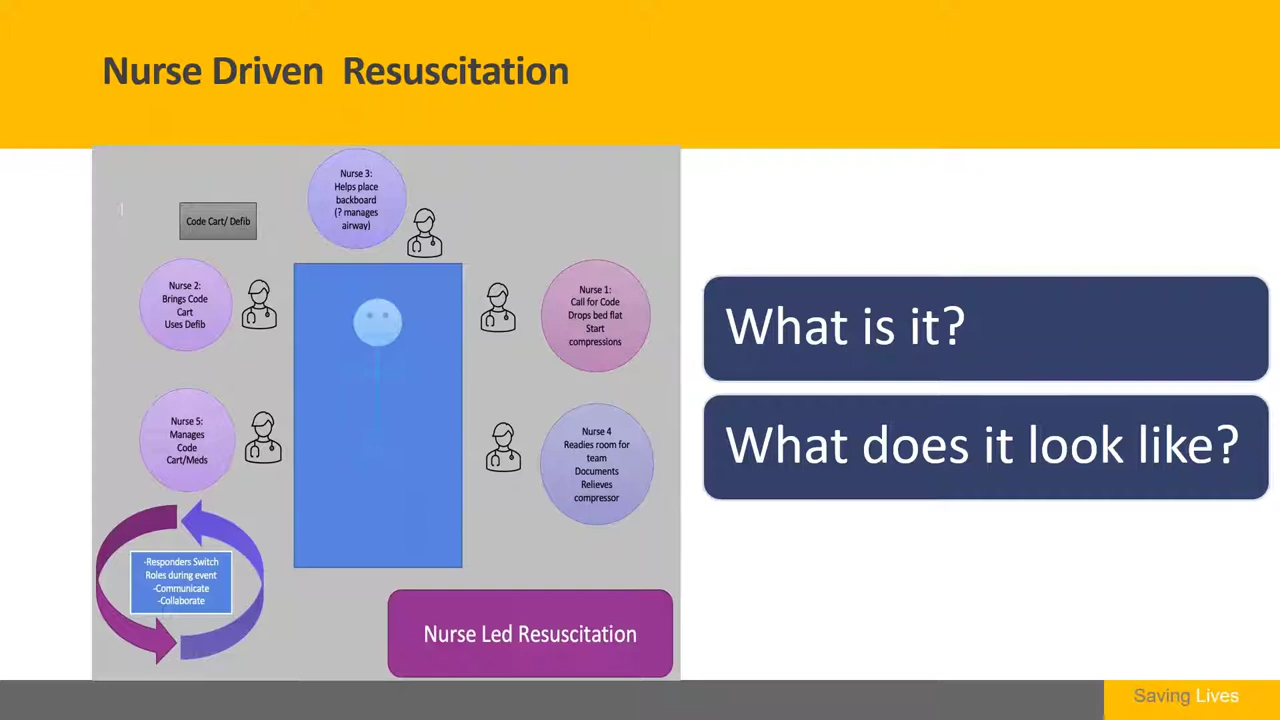 Nurse Driven  Resuscitation
Nurse 3:
Helps place
backboard
(? manages
airway)
Code Cart/ Defib
Nurse 2:
Brings Code
Cart
Uses Defib
Nurse 1:
Call for Code
Drops bed flat
Start
compressions
Nurse 5:
Manages
Code
Cart/Meds
Nurse 4
Readies room for
team
Documents
Relieves
compressor
-Responders Switch
Roles during event
-Communicate
-Collaborate
Nurse Led Resuscitation
What is it?
What does it look like?
Saving Lives